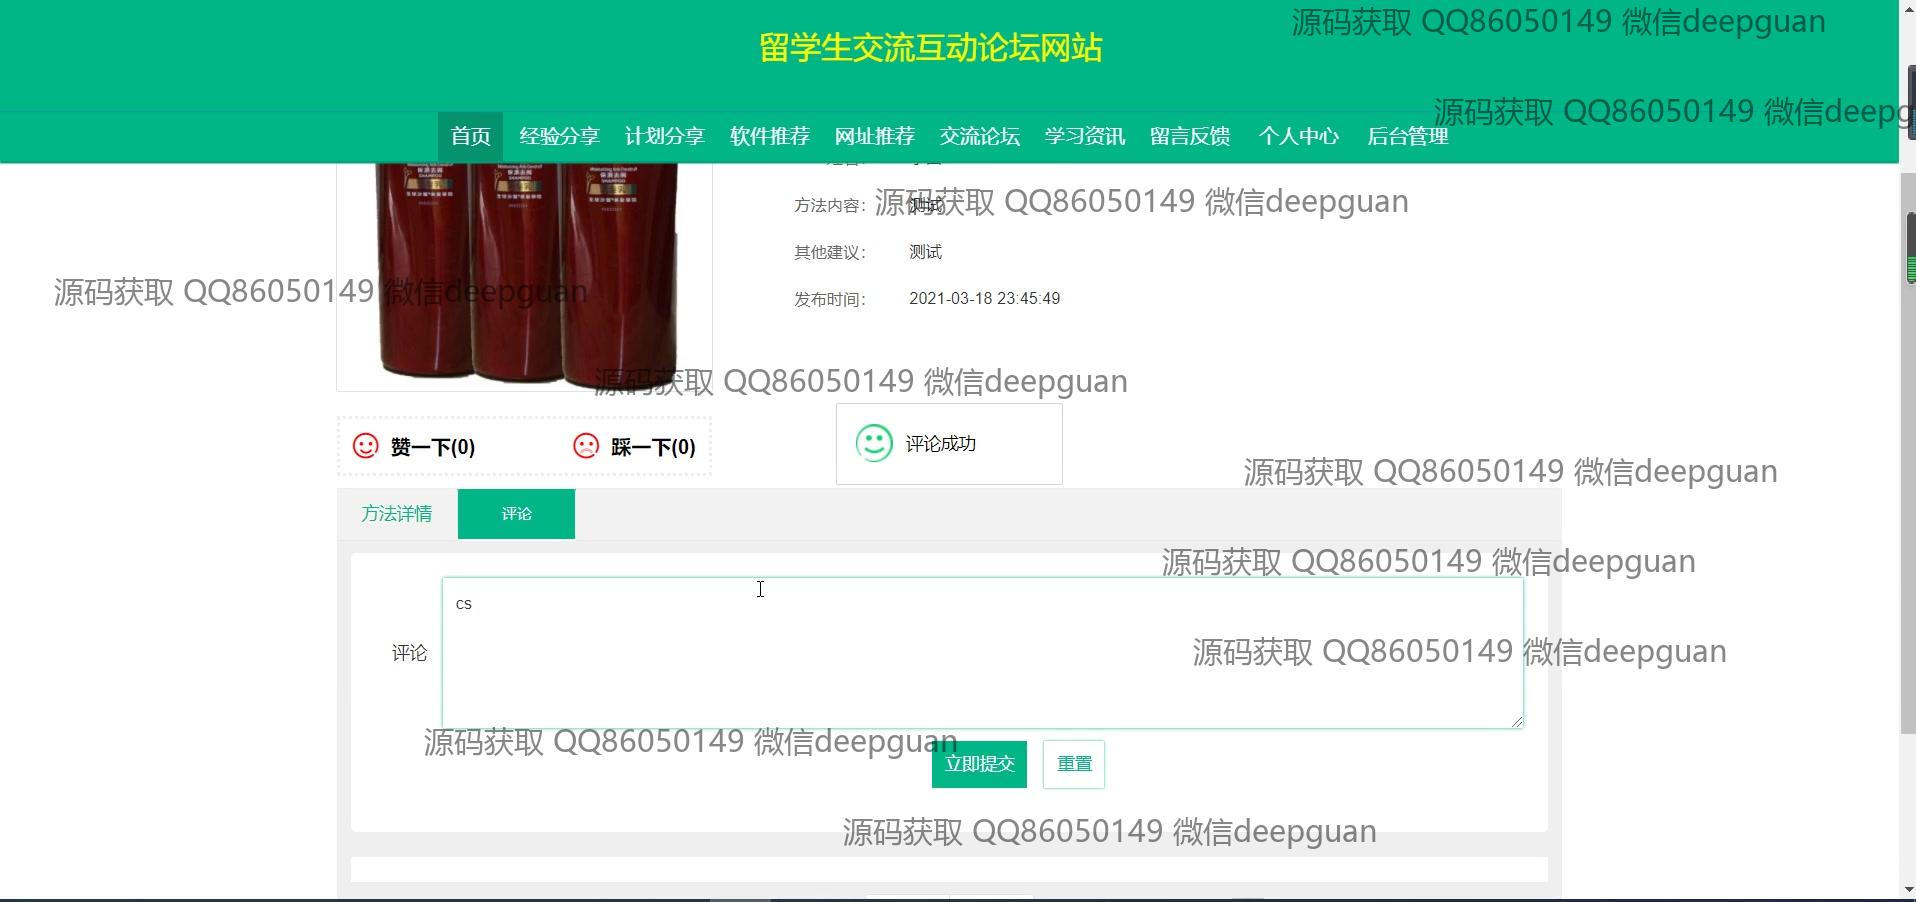 源码获取 QQ86050149 微信deepguan
留学生交流互动论坛网站
源码获取 QQ86050149 微信deepg
首页 经验分享 计划分享 软件推荐 网址推荐 交流论坛 学习资讯 留言反馈 个人中心 后台管理
SHAMPOO SHAMPOO SHAMPOO
方法内容: 测试
源码获取 QQ86050149 微信deepguan
其他建议: 测试
源码获取 QQ86050149 微信deepguan
发布时间: 2021-03-18 23:45:49
源码获取 QQ86050149 微信deepguan
赞一下(0) 踩一下(0)
评论成功
源码获取 QQ86050149 微信deepguan
方法详情 评论
源码获取 QQ86050149 微信deepguan
cs
评论
源码获取 QQ86050149 微信deepguan
源码获取 QQ86050149 微信deepguan
立即提交 重置
源码获取 QQ86050149 微信deepguan